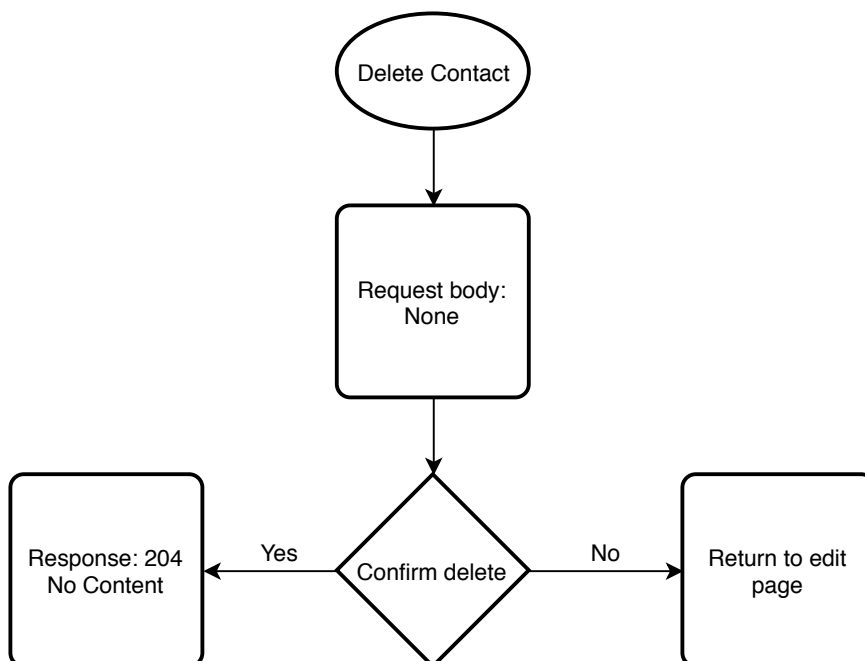 Delete Contact
Request body:
None
Response: 204
No Content
Yes
Confirm delete
No
Return to edit
page